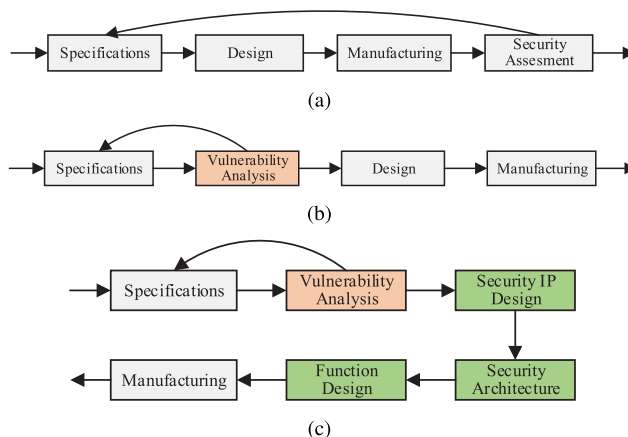 Specifications
Design
Manufacturing
Security
Assesment
(a)
Specifications
Vulnerability
Analysis
Design
Manufacturing
(b)
Specifications
Vulnerability
Analysis
Security IP
Design
Manufacturing
Function
Design
Security
Architecture
(c)